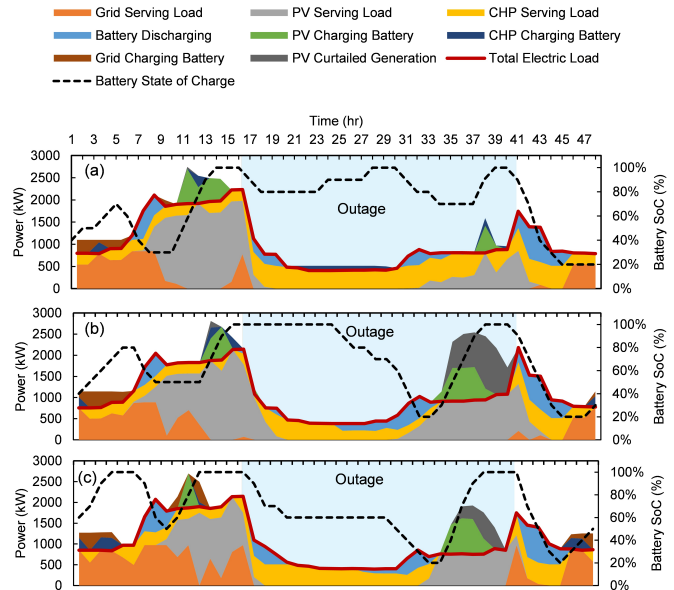 Grid Serving Load PV Serving Load CHP Serving Load
Battery Discharging PV Charging Battery CHP Charging Battery
Grid Charging Battery PV Curtailed Generation Total Electric Load
Battery State of Charge
Time (hr)
1 3 5 7 9 11 13 15 17 19 21 23 25 27 29 31 33 35 37 39 41 43 45 47
3000
2500
2000
1500
1000
500
0
Power (kW)
(a)
Outage
100%
80%
60%
40%
20%
0%
Battery SoC (%)
3000
2500
2000
1500
1000
500
0
Power (kW)
(b)
Outage
100%
80%
60%
40%
20%
0%
Battery SoC (%)
3000
2500
2000
1500
1000
500
0
Power (kW)
(c)
Outage
100%
80%
60%
40%
20%
0%
Battery SoC (%)